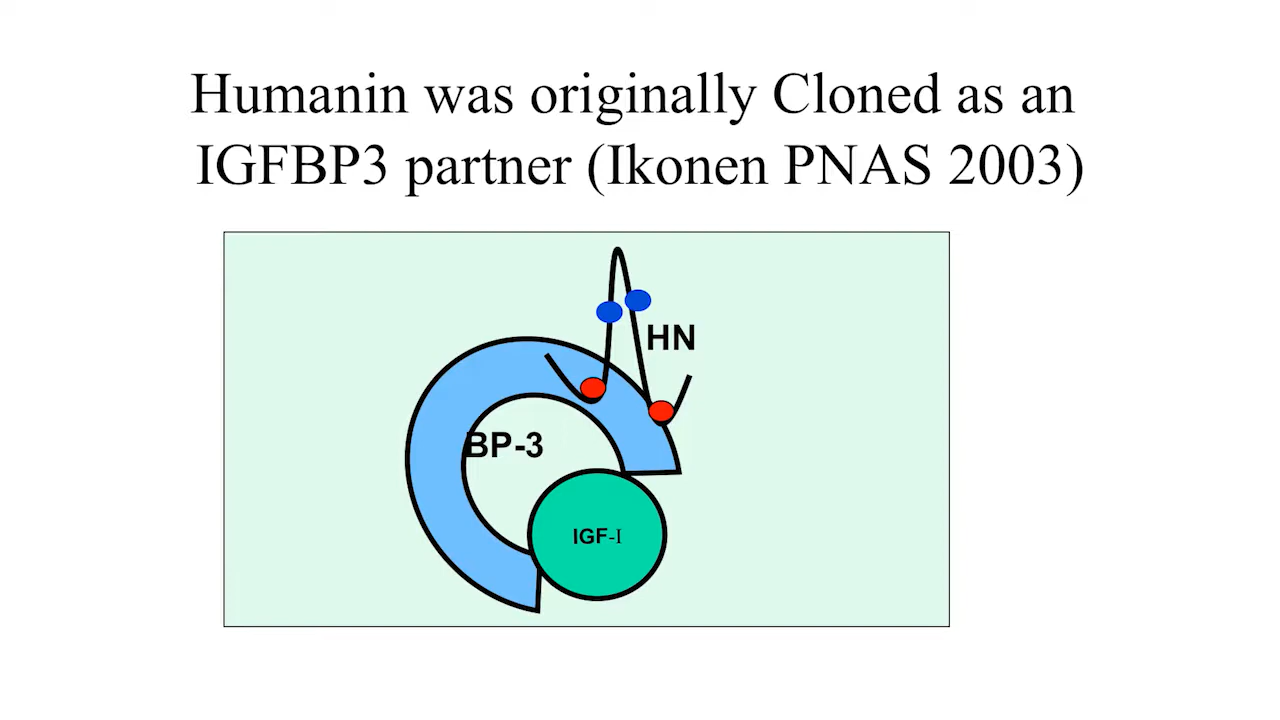 Humanin was originally Cloned as an
IGFBP3 partner (Ikonen PNAS 2003)
HN
BP-3
IGF-I